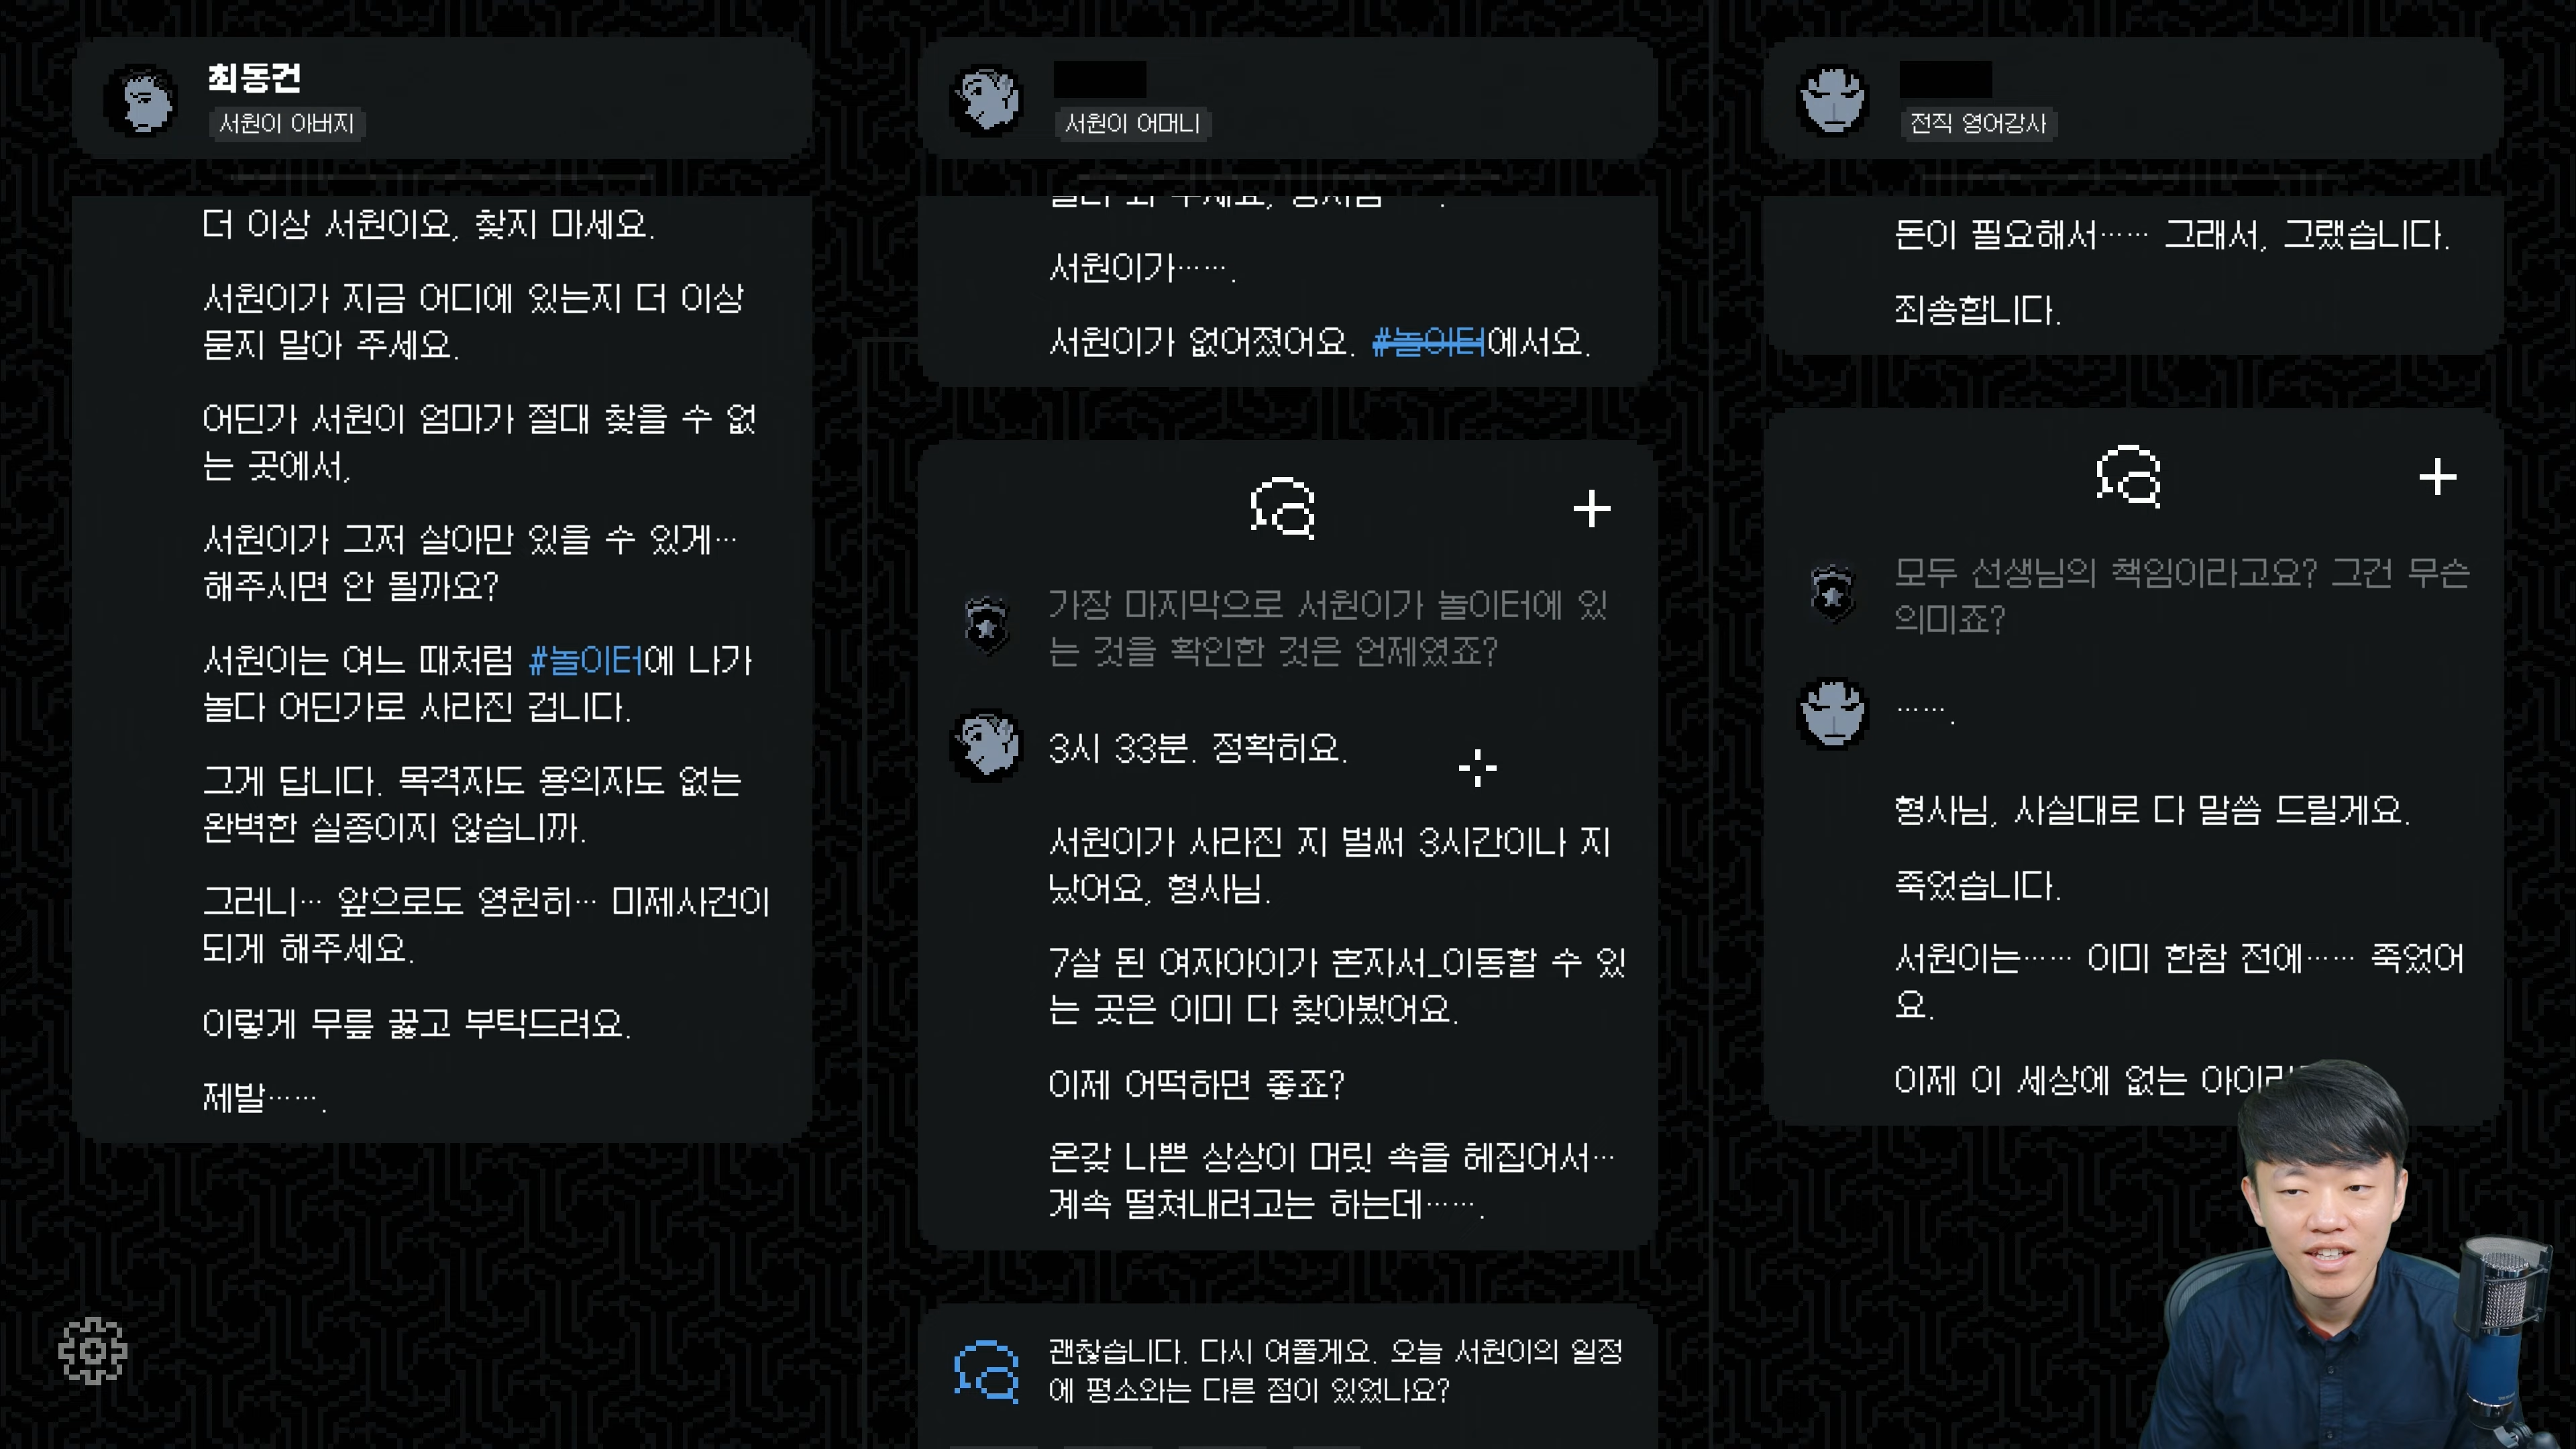 최동건
서원이 아버지
더 이상 서원이요, 찾지 마세요.
서원이가 지금 어디에 있는지 더 이상
묻지 말아 주세요.
어딘가 서원이 엄마가 절대 찾을 수 없
는 곳에서,
서원이가 그저 살아만 있을 수 있게…
해주시면 안 될까요?
서원이는 여느 때처럼 #놀이터에 나가
놀다 어딘가로 사라진 겁니다.
그게 답니다. 목격자도 용의자도 없는
완벽한 실종이지 않습니까.
그러니… 앞으로도 영원히… 미제사건이
되게 해주세요.
이렇게 무릎 꿇고 부탁드려요.
제발…….
서원이 어머니
서원이가…….
서원이가 없어졌어요. #놀이터에서요.
가장 마지막으로 서원이가 놀이터에 있
는 것을 확인한 것은 언제였죠?
3시 33분. 정확히요.
서원이가 사라진 지 벌써 3시간이나 지
났어요, 형사님.
7살 된 여자아이가 혼자서_이동할 수 있
는 곳은 이미 다 찾아봤어요.
이제 어떡하면 좋죠?
온갖 나쁜 상상이 머릿 속을 헤집어서…
계속 떨쳐내려고는 하는데…….
괜찮습니다. 다시 여쭐게요. 오늘 서원이의 일정
에 평소와는 다른 점이 있었나요?
전직 영어강사
돈이 필요해서…… 그래서, 그랬습니다.
죄송합니다.
모두 선생님의 책임이라고요? 그건 무슨
의미죠?
…….
형사님, 사실대로 다 말씀 드릴게요.
죽었습니다.
서원이는…… 이미 한참 전에…… 죽었어
요.
이제 이 세상에 없는